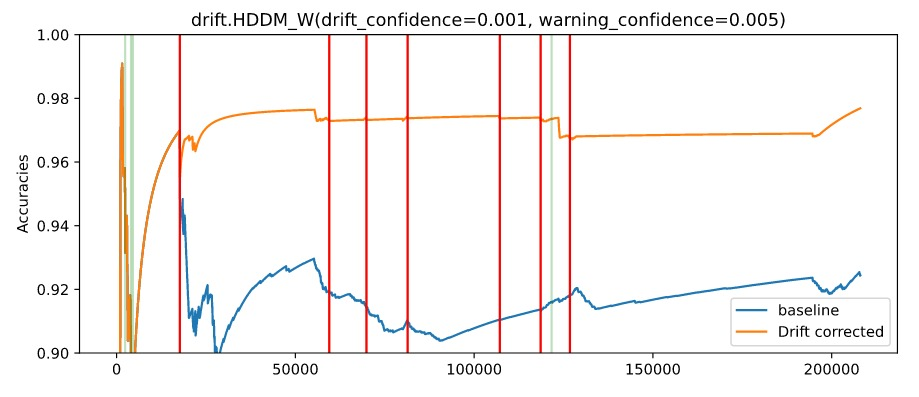 drift.HDDM_W(drift_confidence=0.001, warning_confidence=0.005)
1.00
0.98
0.96
0.94
0.92
0.90
Accuracies
baseline
Drift corrected
0
50000
100000
150000
200000